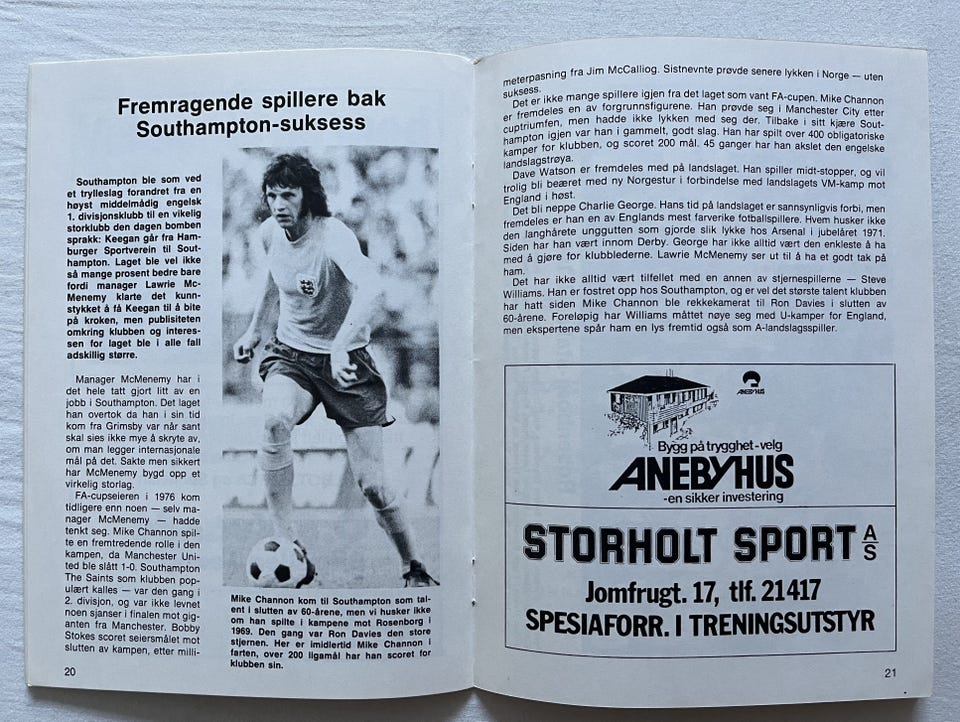 Fremragende spillere bak
Southampton-suksess
Southampton ble som ved
et trylleslag forandret fra en
høyst middelmådig engelsk
1. divisjonsklubb til en vikelig
storklubb den dagen bomben
sprakk: Keegan går fra Ham-
burger Sportverein til Sout-
hampton. Laget ble vel ikke
så mange prosent bedre bare
fordi manager Lawrie Mc-
Menemy klarte det kunn-
stykket å få Keegan til å bite
på kroken, men publisiteten
omkring klubben og interes-
sen for laget ble i alle fall
adskillig større.
Manager McMenemy har i
det hele tatt gjort litt av en
jobb i Southampton. Det laget
han overtok da han i sin tid
kom fra Grimsby var når sant
skal sies ikke mye å skryte av,
om man legger internasjonale
mål på det. Sakte men sikkert
har McMenemy bygd opp et
virkelig storlag.
FA-cupseieren i 1976 kom
tidligere enn noen — selv ma-
nager McMenemy — hadde
tenkt seg. Mike Channon spil-
te en fremtredende rolle i den
kampen, da Manchester Uni-
ted ble slått 1-0. Southampton
The Saints som klubben pop-
ulært kalles — var den gang i
2. divisjon, og var ikke levnet
noen sjanser i finalen mot gig-
anten fra Manchester. Bobby
Stokes scoret seiersmålet mot
slutten av kampen, etter milli-
Mike Channon kom til Southampton som tal-
ent i slutten av 60-årene, men vi husker ikke
om han spilte i kampene mot Rosenborg i
1969. Den gang var Ron Davies den store
stjernen. Her er imidlertid Mike Channon i
farten, over 200 ligamål har han scoret for
klubben sin.
20
meterpasning fra Jim McCalliog. Sistnevnte prøvde senere lykken i Norge — uten
suksess.
Det er ikke mange spillere igjen fra det laget som vant FA-cupen. Mike Channon
er fremdeles en av forgrunnsfigurene. Han prøvde seg i Manchester City etter
cuptriumfen, men hadde ikke lykken med seg der. Tilbake i sitt kjære Sout-
hampton igjen var han i gammelt, godt slag. Han har spilt over 400 obligatoriske
kamper for klubben, og scoret 200 mål. 45 ganger har han akslet den engelske
landslagstrøya.
Dave Watson er fremdeles med på landslaget. Han spiller midt-stopper, og vil
trolig bli beæret med ny Norgestur i forbindelse med landslagets VM-kamp mot
England i høst.
Det bli neppe Charlie George. Hans tid på landslaget er sannsynligvis forbi, men
fremdeles er han en av Englands mest farverike fotballspillere. Hvem husker ikke
den langhårete unggutten som gjorde slik lykke hos Arsenal i jubelåret 1971.
Siden har han vært innom Derby. George har ikke alltid vært den enkleste å ha
med å gjøre for klubblederne. Lawrie McMenemy ser ut til å ha et godt tak på
ham.
Det har ikke alltid vært tilfellet med en annen av stjernespillerne — Steve
Williams. Han er fostret opp hos Southampton, og er vel det største talent klubben
har hatt siden Mike Channon ble rekkekamerat til Ron Davies i slutten av
60-årene. Foreløpig har Williams måttet nøye seg med U-kamper for England,
men ekspertene spår ham en lys fremtid også som A-landslagsspiller.
ANEBYHUS
Bygg på trygghet-velg
ANEBYHUS
-en sikker investering
STORHOLT SPORT A/S
Jomfrugt. 17, tlf. 21417
SPESIAFORR. I TRENINGSUTSTYR
21